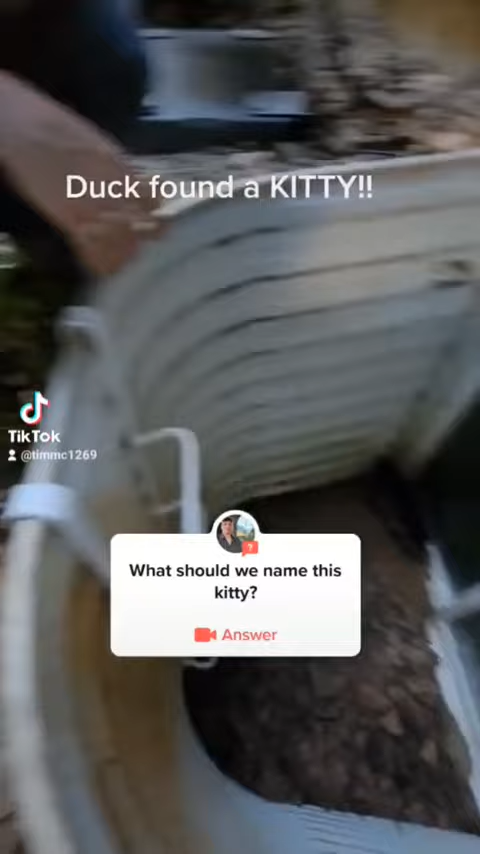 Duck found a KITTY!!
TikTok
@timmc1269
What should we name this
kitty?
Answer